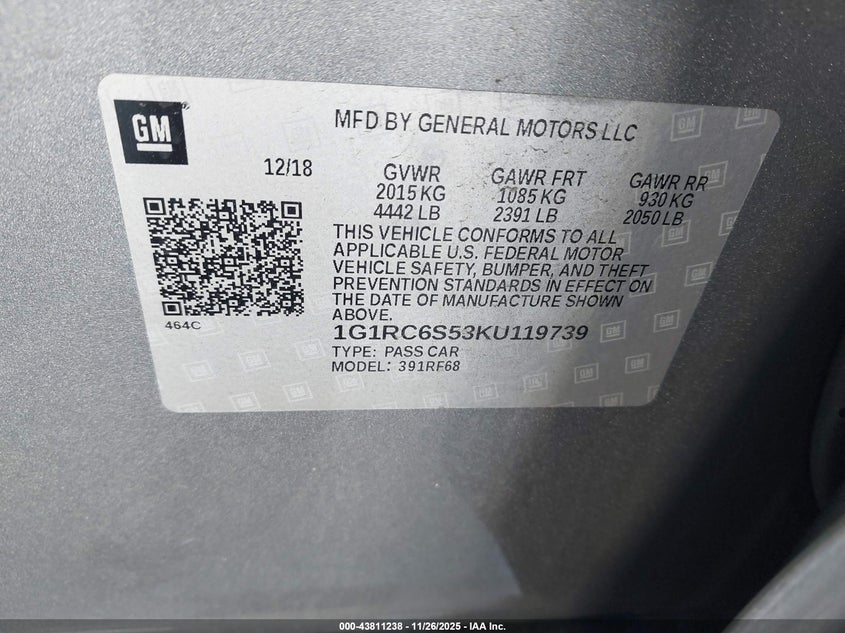 GM
MFD BY GENERAL MOTORS LLC
12/18
GVWR GAWR FRT GAWR RR
2015 KG 1085 KG 930 KG
4442 LB 2391 LB 2050 LB
THIS VEHICLE CONFORMS TO ALL
APPLICABLE U.S. FEDERAL MOTOR
VEHICLE SAFETY, BUMPER, AND THEFT
PREVENTION STANDARDS IN EFFECT ON
THE DATE OF MANUFACTURE SHOWN
ABOVE.
464C
1G1RC6S53KU119739
TYPE: PASS CAR
MODEL: 391RF68
000-43811238 - 11/26/2025 - IAA Inc.